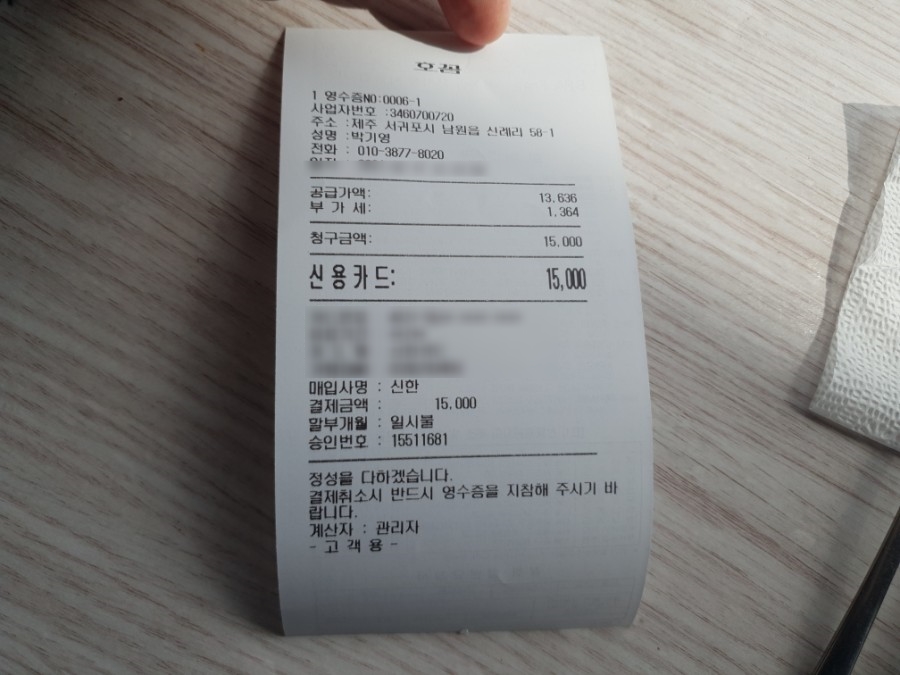 호끔
1 영수증NO:0006-1
사업자번호 :3460700720
주소 :제주 서귀포시 남원읍 신례리 58-1
성명 :박기영
전화 : 010-3877-8020
공급가액: 13,636
부 가 세: 1,364
청구금액: 15,000
신용카드: 15,000
매입사명 : 신한
결제금액 : 15,000
할부개월 : 일시불
승인번호 : 15511681
정성을 다하겠습니다.
결제취소시 반드시 영수증을 지참해 주시기 바
랍니다.
계산자 : 관리자
- 고 객 용 -